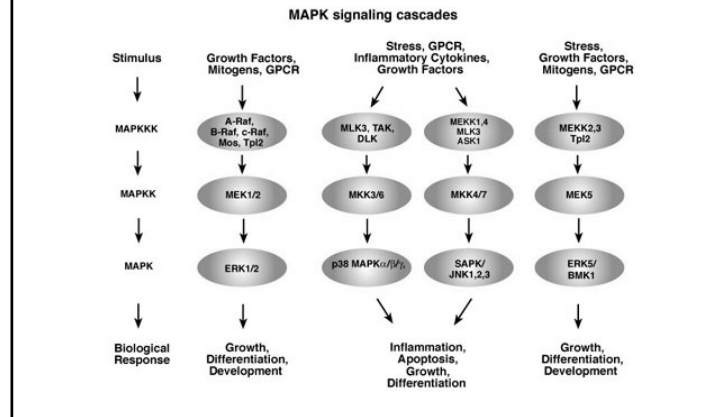 MAPK signaling cascades
Stimulus
Growth Factors,
Mitogens, GPCR
Stress, GPCR,
Inflammatory Cytokines,
Growth Factors
Stress,
Growth Factors,
Mitogens, GPCR
MAPKKK
A-Raf,
B-Raf, c-Raf,
Mos, Tpl2
MLK3, TAK,
DLK
MEKK1,4
MLK3
ASK1
MEKK2,3
Tpl2
MAPKK
MEK1/2
MKK3/6
MKK4/7
MEK5
MAPK
ERK1/2
p38 MAPKα/β/γ,
SAPK/
JNK1,2,3
ERK5/
BMK1
Biological
Response
Growth,
Differentiation,
Development
Inflammation,
Apoptosis,
Growth,
Differentiation
Growth,
Differentiation,
Development